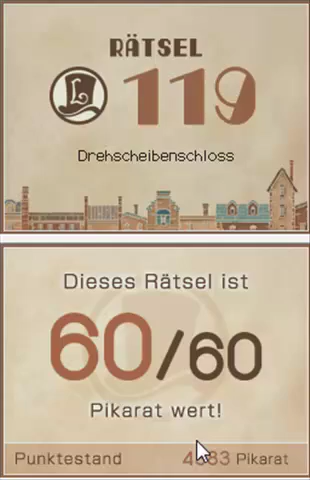 RÄTSEL
119
Drehscheibenschloss
Dieses Rätsel ist
60/60
Pikarat wert!
Punktestand Pikarat